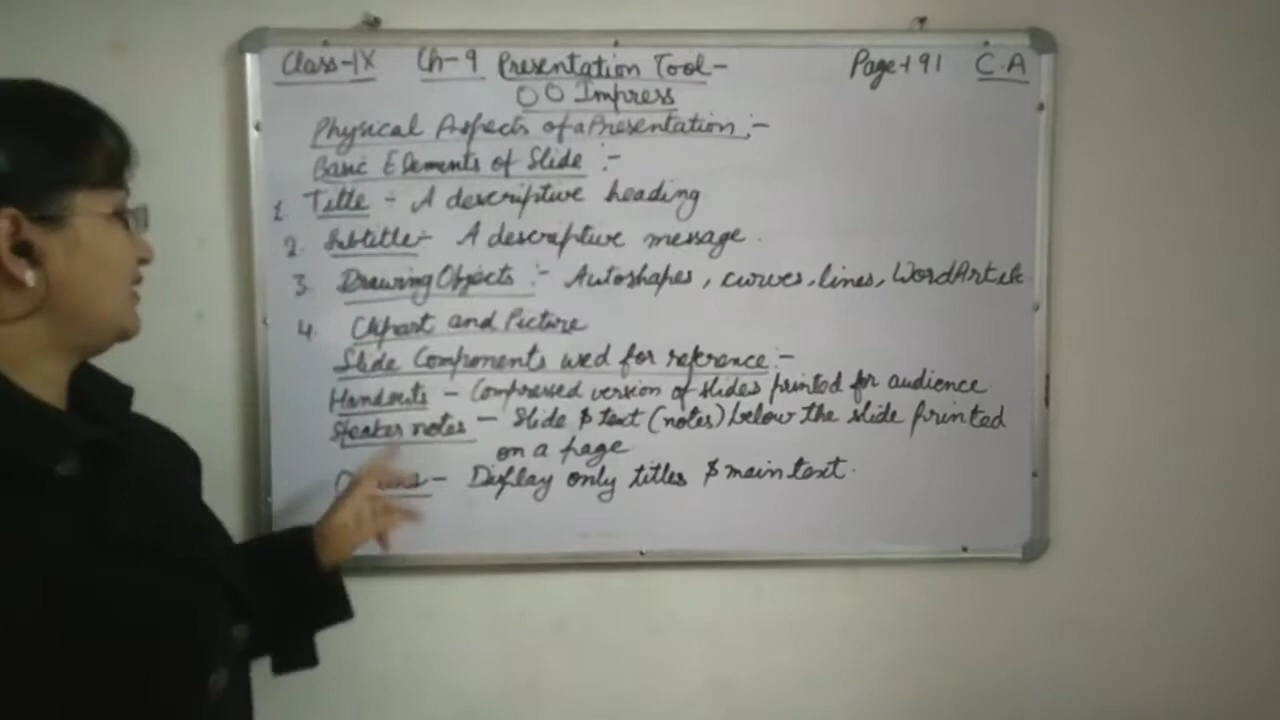 Class-IX Ch-9 Presentation Tool- Page-191 C.A
OO Impress
Physical Aspects of a Presentation :-
Basic Elements of Slide :-
1. Title :- A descriptive heading
2. Subtitle :- A descriptive message.
3. Drawing Objects :- Autoshapes, curves, lines, WordArt etc
4. Clipart and Picture
Slide Components used for reference :-
Handouts - Compressed version of slides printed for audience
Speaker notes - Slide & text (notes) below the slide printed
on a page
- Display only titles & main text.